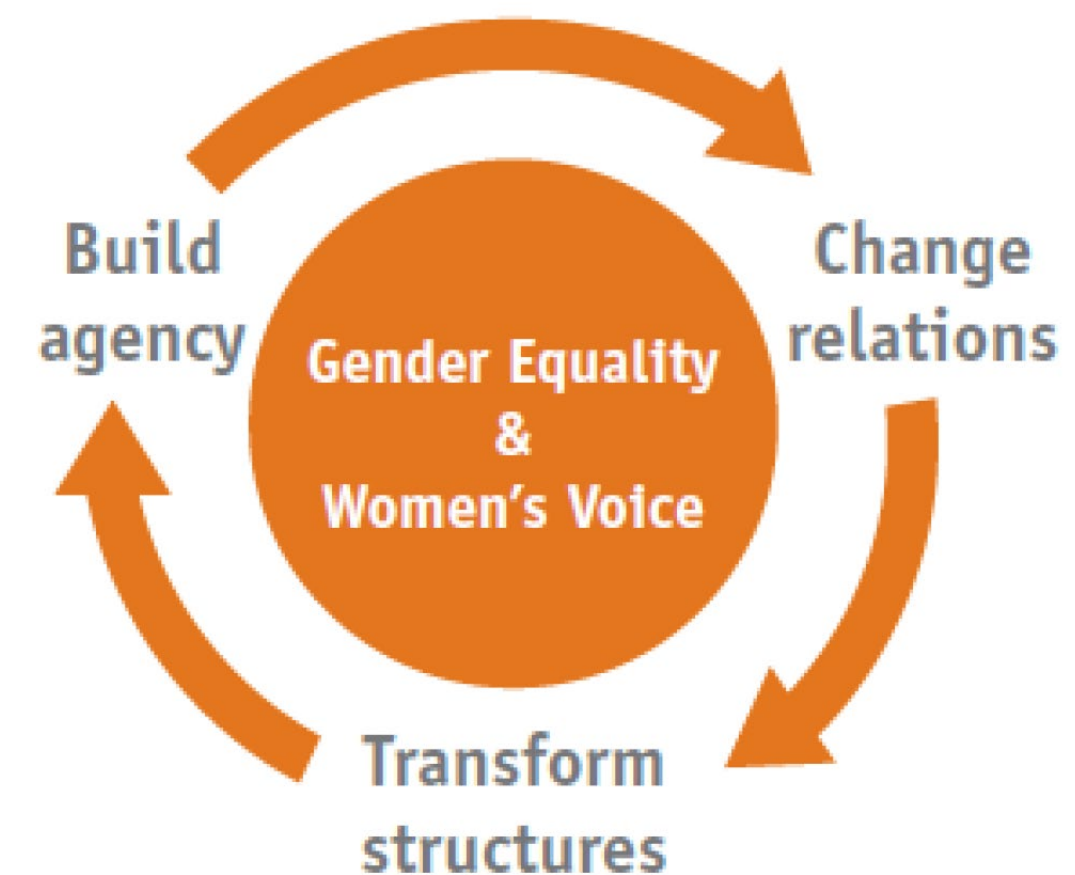 Build
agency
Change
relations
Gender Equality
&
Women’s Voice
Transform
structures